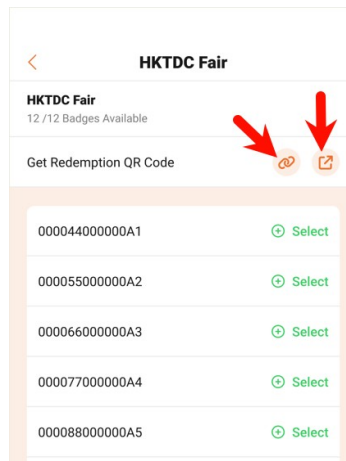 HKTDC Fair
HKTDC Fair
12 /12 Badges Available
Get Redemption QR Code
000044000000A1 Select
000055000000A2 Select
000066000000A3 Select
000077000000A4 Select
000088000000A5 Select